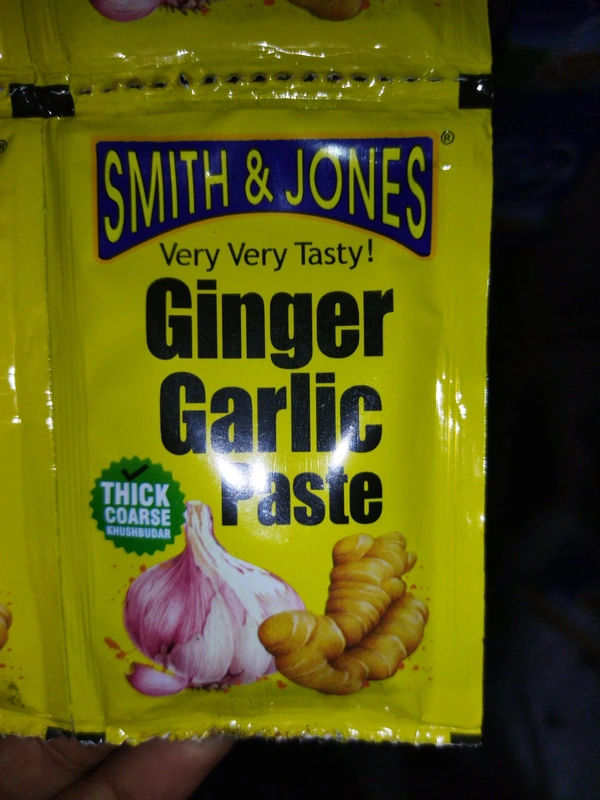 SMITH & JONES ®
Very Very Tasty!
Ginger
Garlic
Paste
THICK
COARSE
KHUSHBUDAR